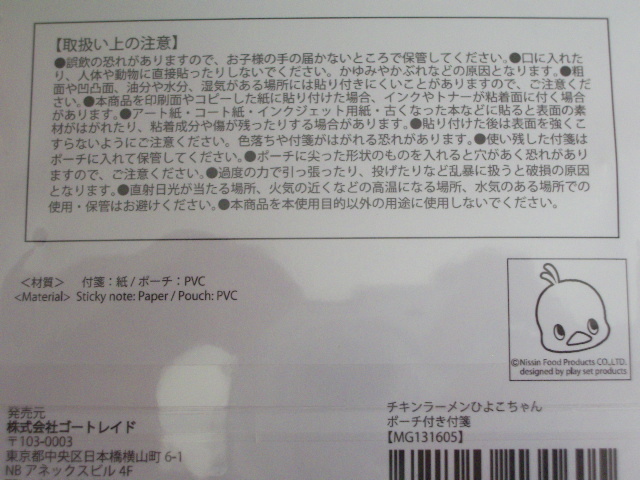 【取扱い上の注意】
●誤飲の恐れがありますので、お子様の手の届かないところで保管してください。●口に入れた
り、人体や動物に直接貼ったりしないでください。かゆみやかぶれなどの原因となります。●粗
面や凹凸面、油分や水分、湿気がある場所には貼り付きにくいことがありますので、ご注意くだ
さい。●本商品を印刷面やコピーした紙に貼り付けた場合、インクやトナーが粘着面に付く場合
があります。●アート紙・コート紙・インクジェット用紙・古くなった本などに貼ると表面の素
材がはがれたり、粘着成分や傷が残ったりする場合があります。●貼り付けた後は表面を強くこ
すらないようにご注意ください。色落ちや付箋がはがれる恐れがあります。●使い残した付箋は
ポーチに入れて保管してください。●ポーチに尖った形状のものを入れると穴があく恐れがあり
ますので、ご注意ください。●過度の力で引っ張ったり、投げたりなど乱暴に扱うと破損の原因
となります。●直射日光が当たる場所、火気の近くなどの高温になる場所、水気のある場所での
使用・保管はお避けください。●本商品を本使用目的以外の用途に使用しないでください。
＜材質＞　付箋：紙 / ポーチ：PVC
<Material> Sticky note: Paper / Pouch: PVC
©Nissin Food Products CO.,LTD.
designed by play set products
発売元
株式会社ゴートレイド
〒103-0003
東京都中央区日本橋横山町 6-1
NB アネックスビル 4F
チキンラーメンひよこちゃん
ポーチ付き付箋
【MG131605】